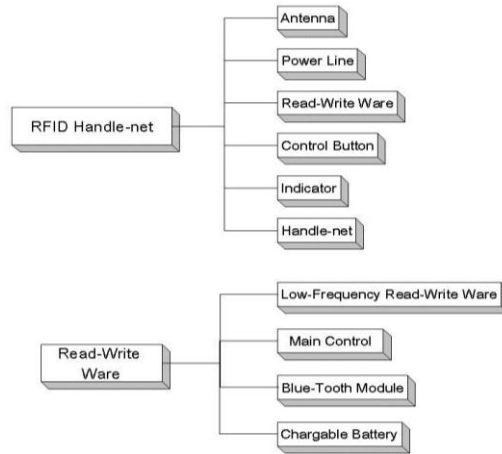 Antenna
Power Line
RFID Handle-net
Read-Write Ware
Control Button
Indicator
Handle-net
Low-Frequency Read-Write Ware
Read-Write
Ware
Main Control
Blue-Tooth Module
Chargable Battery